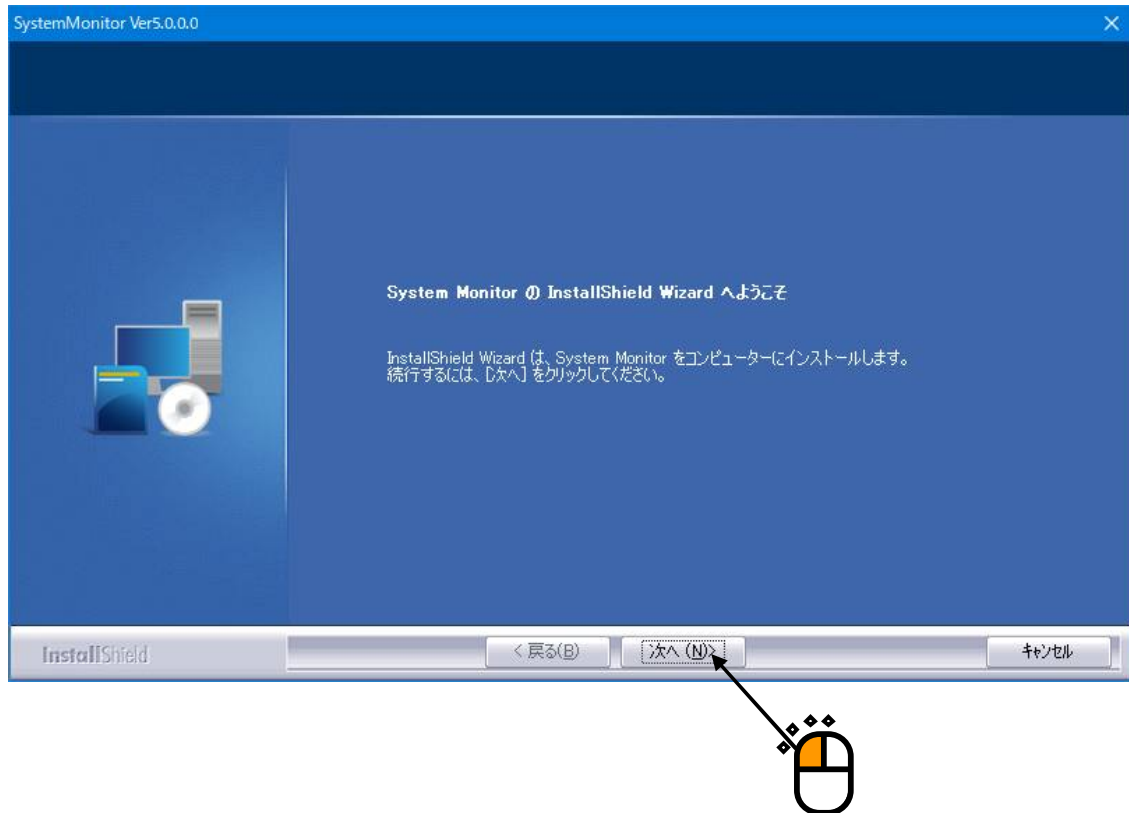 SystemMonitor Ver5.0.0.0
System Monitor の InstallShield Wizard へようこそ
InstallShield Wizard は、System Monitor をコンピューターにインストールします。
続行するには、[次へ] をクリックしてください。
InstallShield
< 戻る(B)
次へ (N)>
キャンセル